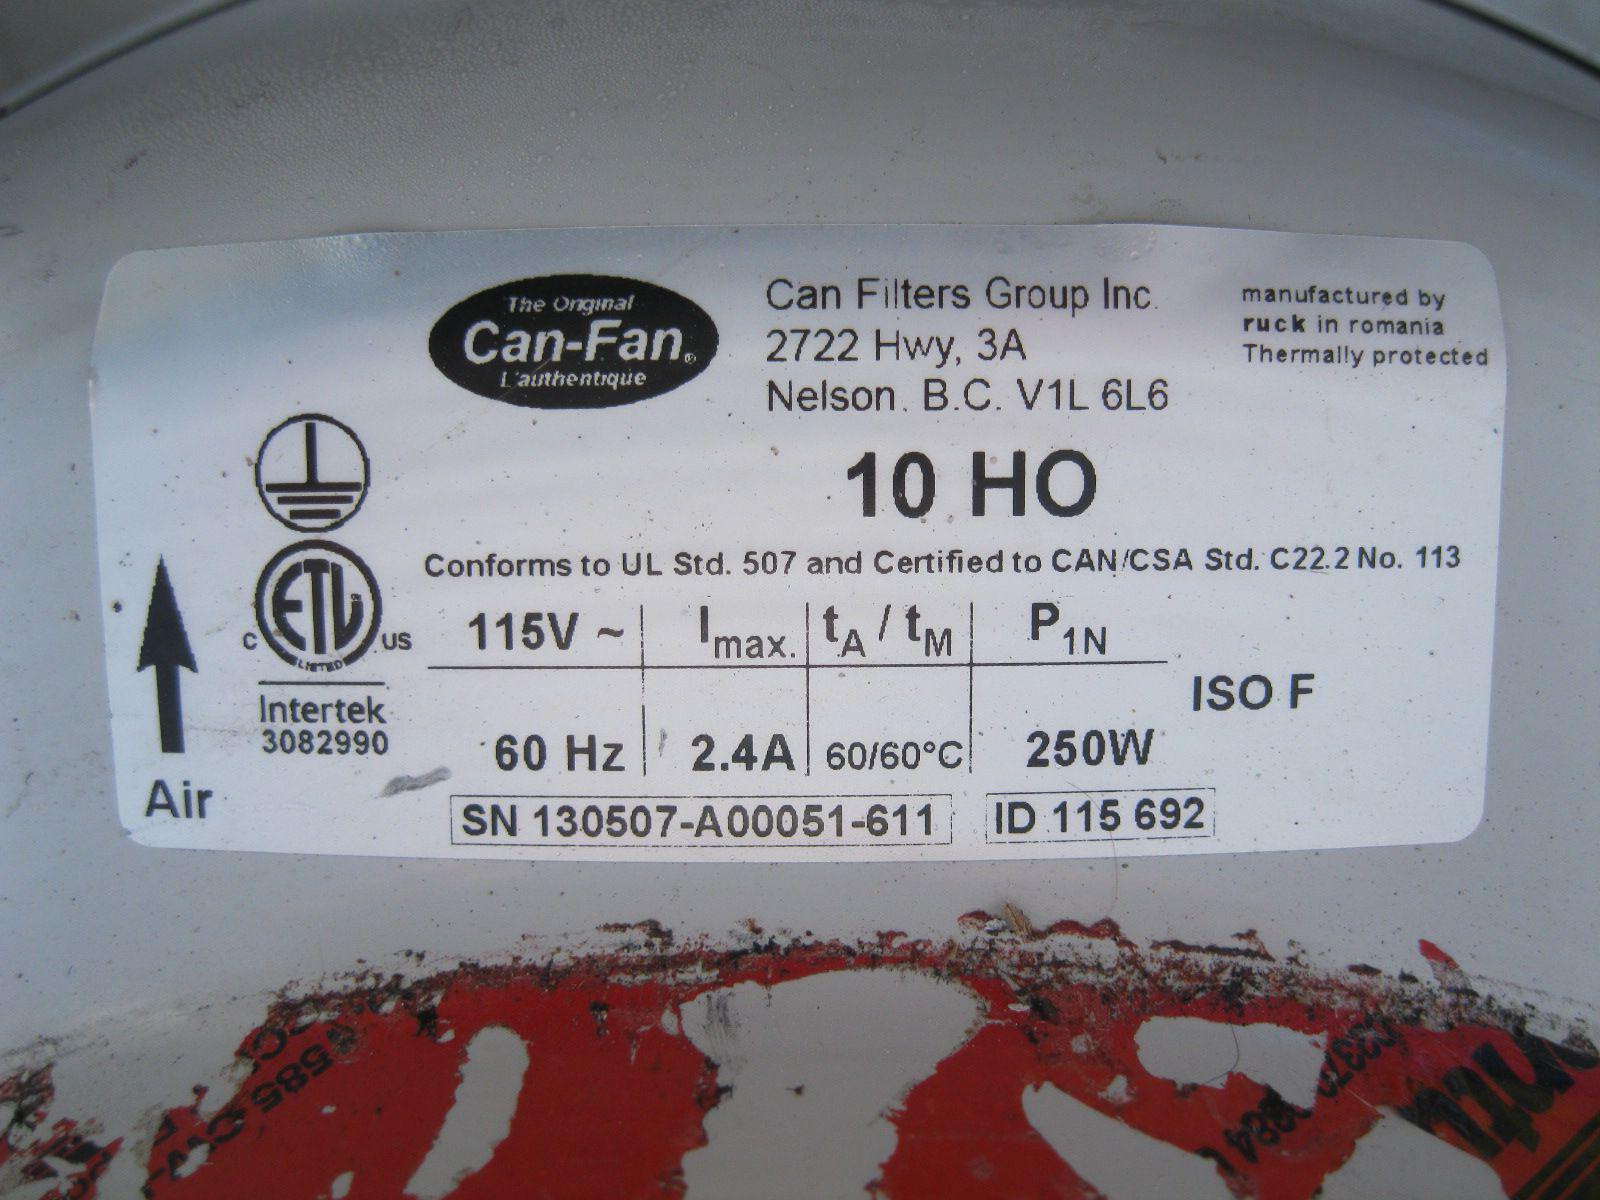 The Original
Can-Fan®
L'authentique
Can Filters Group Inc.
2722 Hwy, 3A
Nelson. B.C. V1L 6L6
manufactured by
ruck in romania
Thermally protected
10 HO
Conforms to UL Std. 507 and Certified to CAN/CSA Std. C22.2 No. 113
ETL
C US
LISTED
Intertek
3082990
Air
115V ~ Imax. tA / tM P1N
60 Hz 2.4A 60/60°C 250W
ISO F
SN 130507-A00051-611 ID 115 692
585 CV